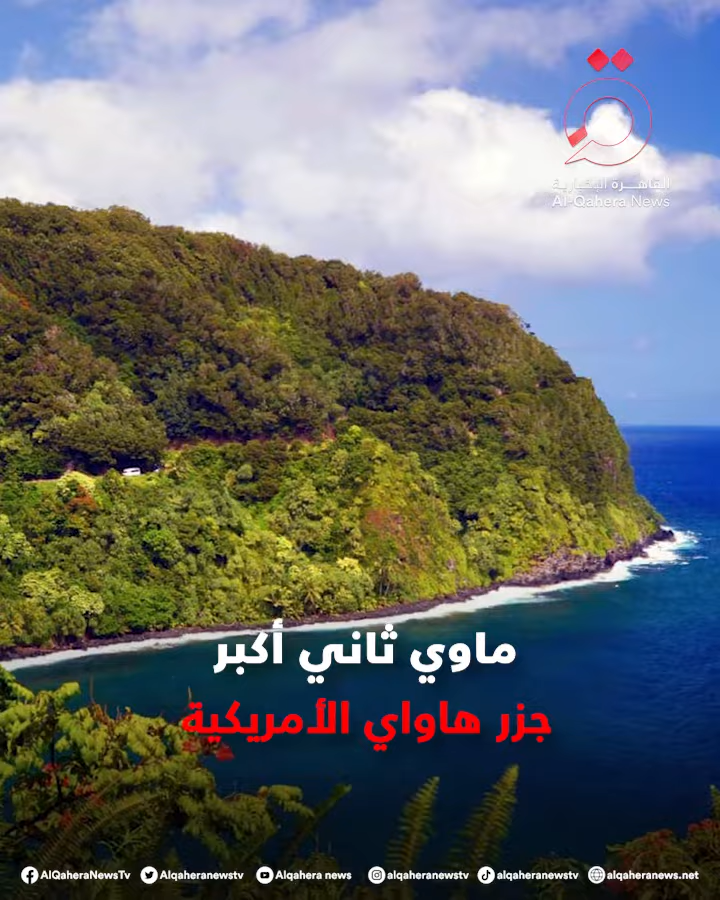 القاهرة الإخبارية
Al-Qahera News
ماوي ثاني أكبر
جزر هاواي الأمريكية
AlQaheraNewsTv Alqaheranewstv Alqahera news alqaheranewstv alqaheranewstv alqaheranews.net